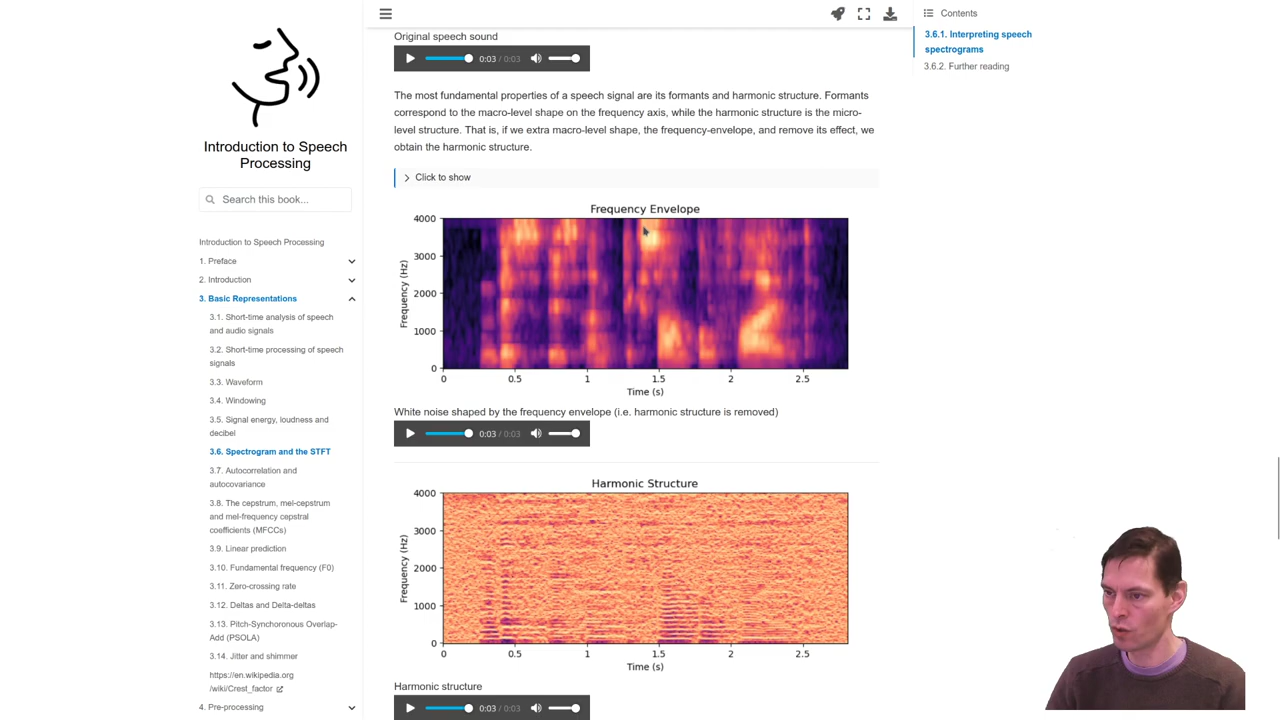 Introduction to Speech
Processing
Search this book...
Introduction to Speech Processing
1. Preface
2. Introduction
3. Basic Representations
3.1. Short-time analysis of speech
and audio signals
3.2. Short-time processing of speech
signals
3.3. Waveform
3.4. Windowing
3.5. Signal energy, loudness and
decibel
3.6. Spectrogram and the STFT
3.7. Autocorrelation and
autocovariance
3.8. The cepstrum, mel-cepstrum
and mel-frequency cepstral
coefficients (MFCCs)
3.9. Linear prediction
3.10. Fundamental frequency (F0)
3.11. Zero-crossing rate
3.12. Deltas and Delta-deltas
3.13. Pitch-Synchoronous Overlap-
Add (PSOLA)
3.14. Jitter and shimmer
https://en.wikipedia.org
/wiki/Crest_factor
4. Pre-processing
Original speech sound
0:03 / 0:03
The most fundamental properties of a speech signal are its formants and harmonic structure. Formants
correspond to the macro-level shape on the frequency axis, while the harmonic structure is the micro-
level structure. That is, if we extra macro-level shape, the frequency-envelope, and remove its effect, we
obtain the harmonic structure.
Click to show
Frequency Envelope
4000
3000
2000
1000
0
Frequency (Hz)
0 0.5 1 1.5 2 2.5
Time (s)
White noise shaped by the frequency envelope (i.e. harmonic structure is removed)
0:03 / 0:03
Harmonic Structure
4000
3000
2000
1000
0
Frequency (Hz)
0 0.5 1 1.5 2 2.5
Time (s)
Harmonic structure
0:03 / 0:03
Contents
3.6.1. Interpreting speech
spectrograms
3.6.2. Further reading